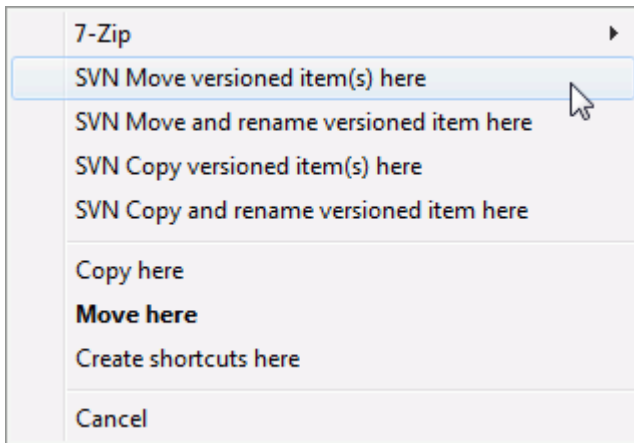 7-Zip
SVN Move versioned item(s) here
SVN Move and rename versioned item here
SVN Copy versioned item(s) here
SVN Copy and rename versioned item here
Copy here
Move here
Create shortcuts here
Cancel